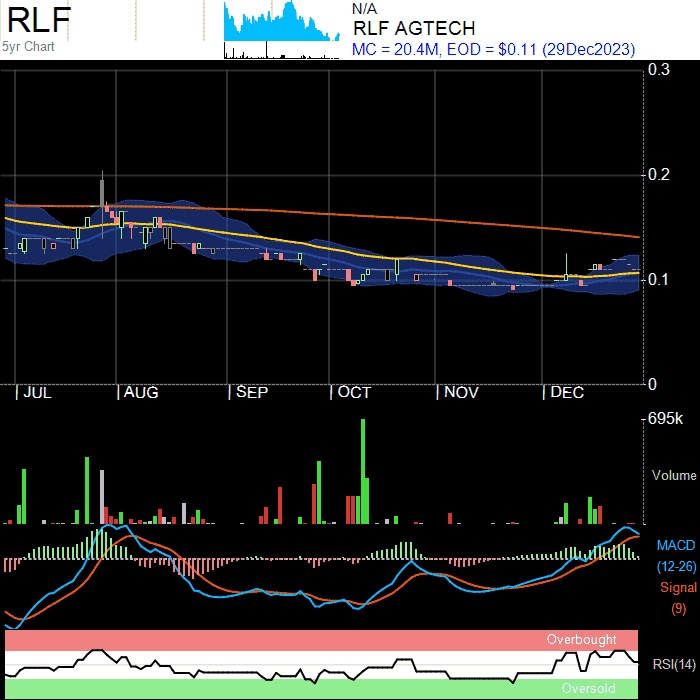 RLF
5yr Chart
N/A
RLF AGTECH
MC = 20.4M, EOD = $0.11 (29Dec2023)
0.3
0.2
0.1
0
| JUL | AUG | SEP | OCT | NOV | DEC
695k
Volume
MACD
(12-26)
Signal
(9)
Overbought
RSI(14)
Oversold